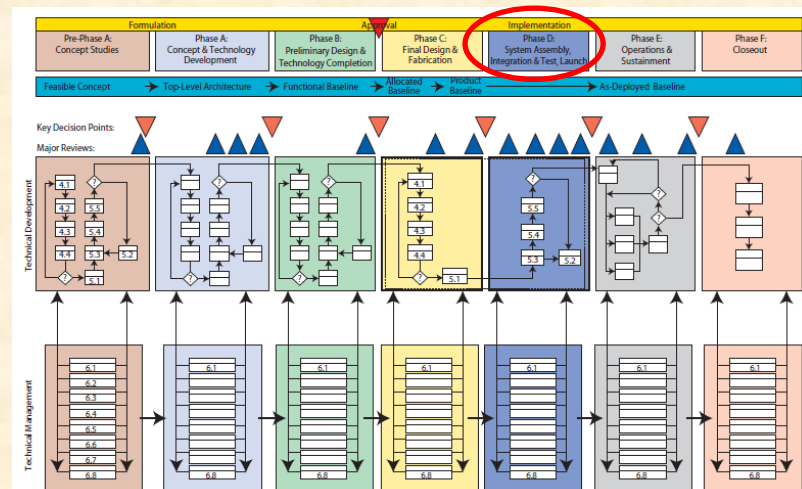 Formulation
Approval
Implementation
Pre-Phase A:
Concept Studies
Phase A:
Concept & Technology
Development
Phase B:
Preliminary Design &
Technology Completion
Phase C:
Final Design &
Fabrication
Phase D:
System Assembly,
Integration & Test, Launch
Phase E:
Operations &
Sustainment
Phase F:
Closeout
Feasible Concept
Top-Level Architecture
Functional Baseline
Allocated
Baseline
Product
Baseline
As-Deployed Baseline
Key Decision Points:
Major Reviews:
Technical Development
4.1
4.2
4.3
4.4
?
5.1
?
5.5
5.4
5.3
5.2
?
?
?
?
4.1
4.2
4.3
4.4
?
5.1
?
5.5
5.4
5.3
5.2
?
?
Technical Management
6.1
6.2
6.3
6.4
6.5
6.6
6.7
6.8
6.1
6.8
6.1
6.8
6.1
6.8
6.1
6.8
6.1
6.8
6.1
6.8